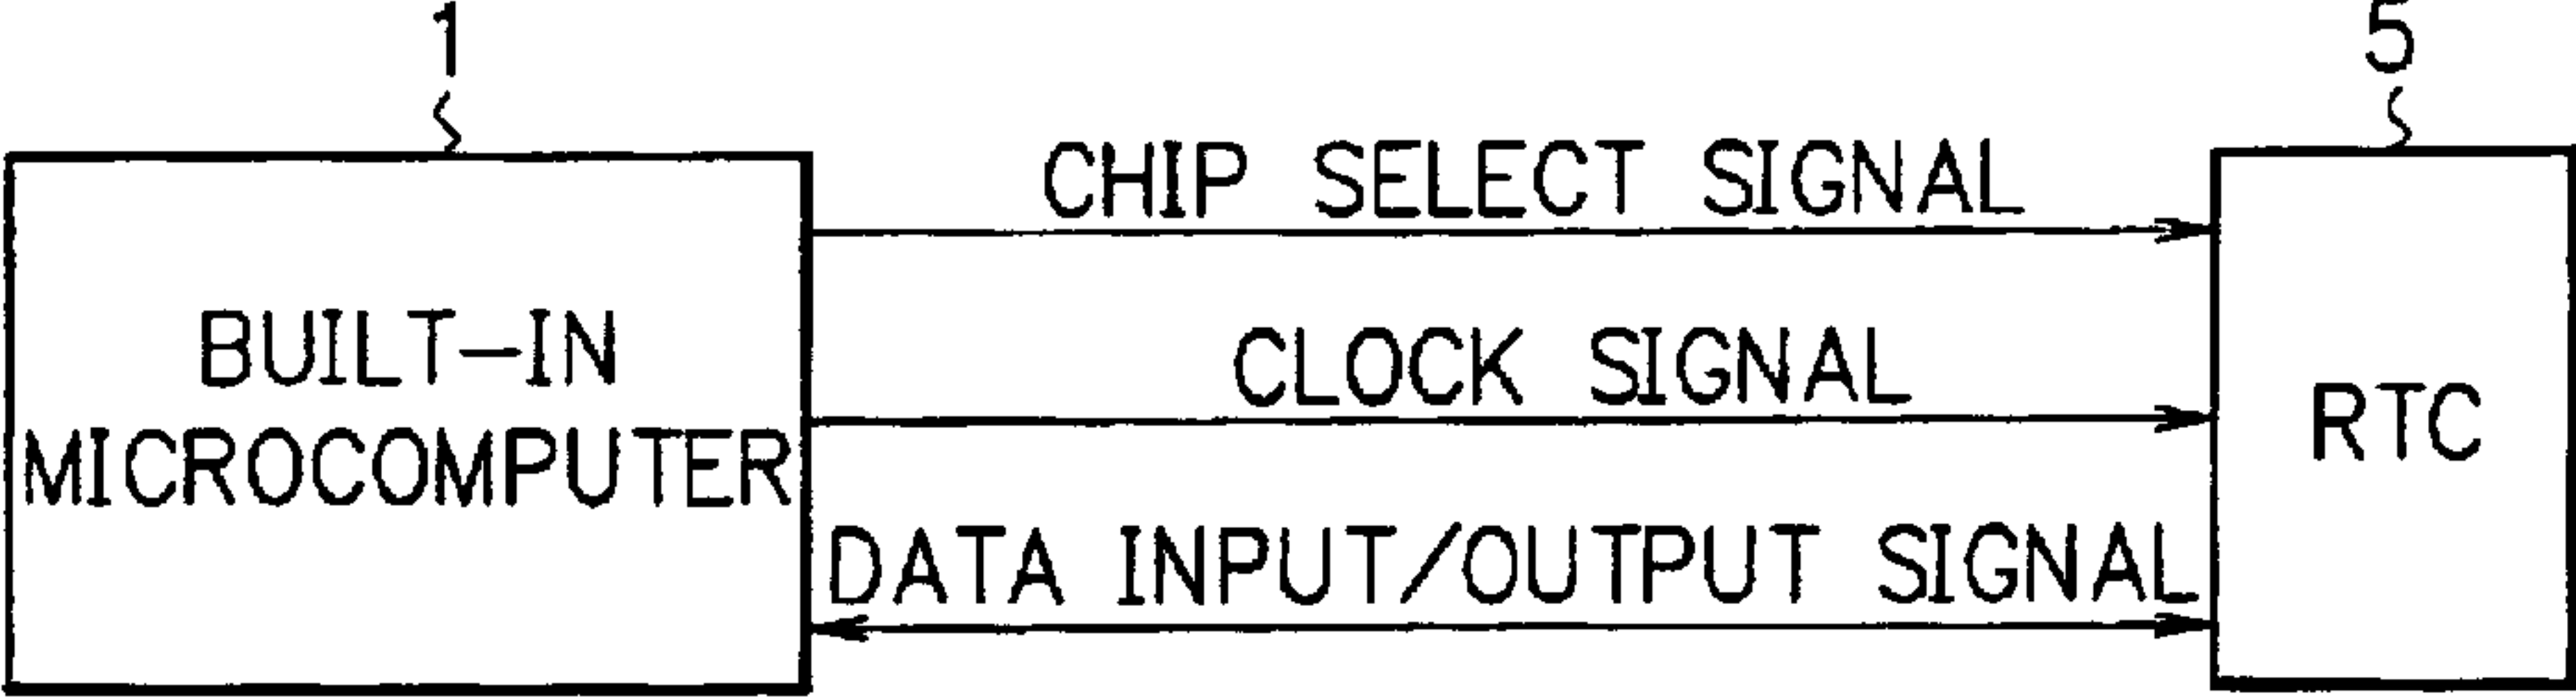 1
5
CHIP SELECT SIGNAL
BUILT-IN
MICROCOMPUTER
CLOCK SIGNAL
RTC
DATA INPUT/OUTPUT SIGNAL